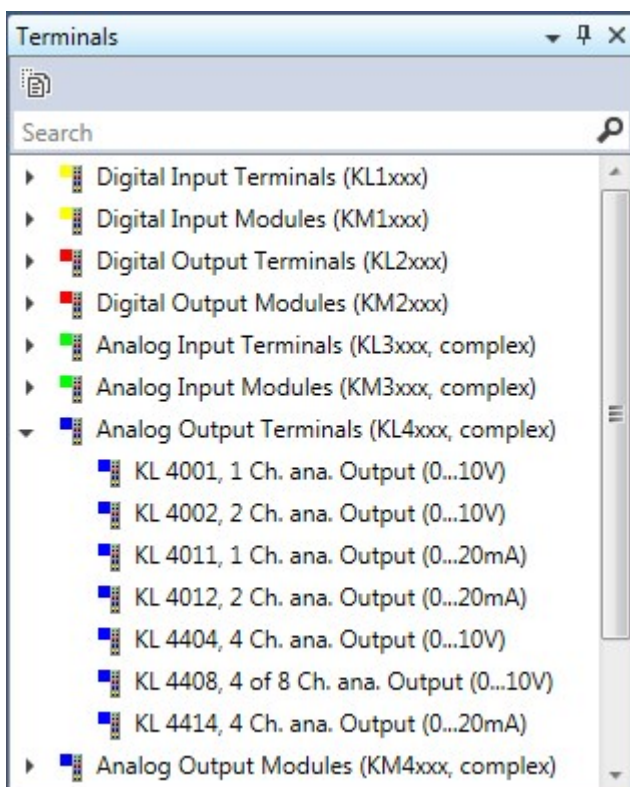 Terminals
Search
Digital Input Terminals (KL1xxx)
Digital Input Modules (KM1xxx)
Digital Output Terminals (KL2xxx)
Digital Output Modules (KM2xxx)
Analog Input Terminals (KL3xxx, complex)
Analog Input Modules (KM3xxx, complex)
Analog Output Terminals (KL4xxx, complex)
KL 4001, 1 Ch. ana. Output (0...10V)
KL 4002, 2 Ch. ana. Output (0...10V)
KL 4011, 1 Ch. ana. Output (0...20mA)
KL 4012, 2 Ch. ana. Output (0...20mA)
KL 4404, 4 Ch. ana. Output (0...10V)
KL 4408, 4 of 8 Ch. ana. Output (0...10V)
KL 4414, 4 Ch. ana. Output (0...20mA)
Analog Output Modules (KM4xxx, complex)